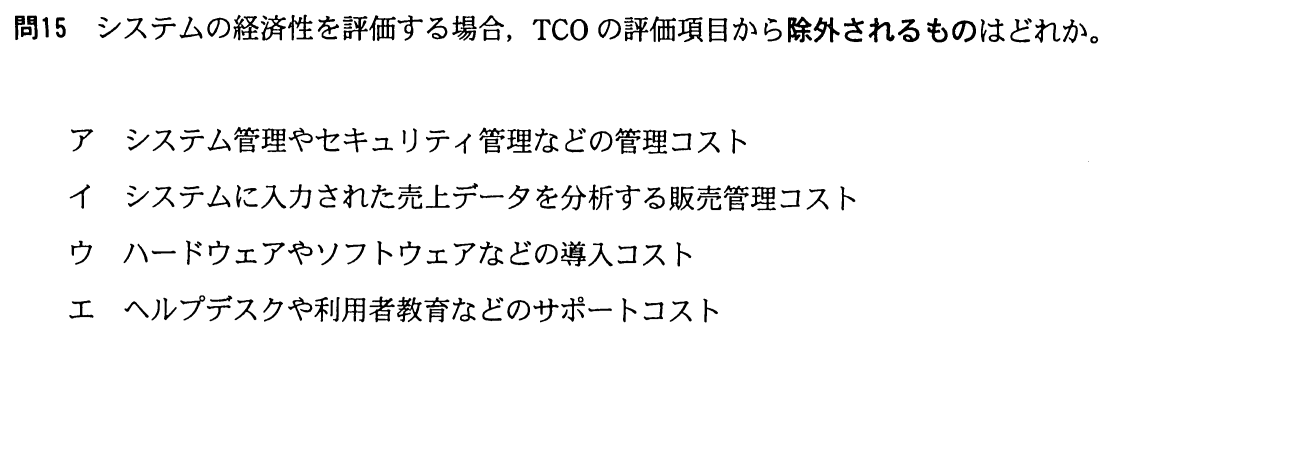 問15 システムの経済性を評価する場合，TCO の評価項目から除外されるものはどれか。
ア システム管理やセキュリティ管理などの管理コスト
イ システムに入力された売上データを分析する販売管理コスト
ウ ハードウェアやソフトウェアなどの導入コスト
エ ヘルプデスクや利用者教育などのサポートコスト